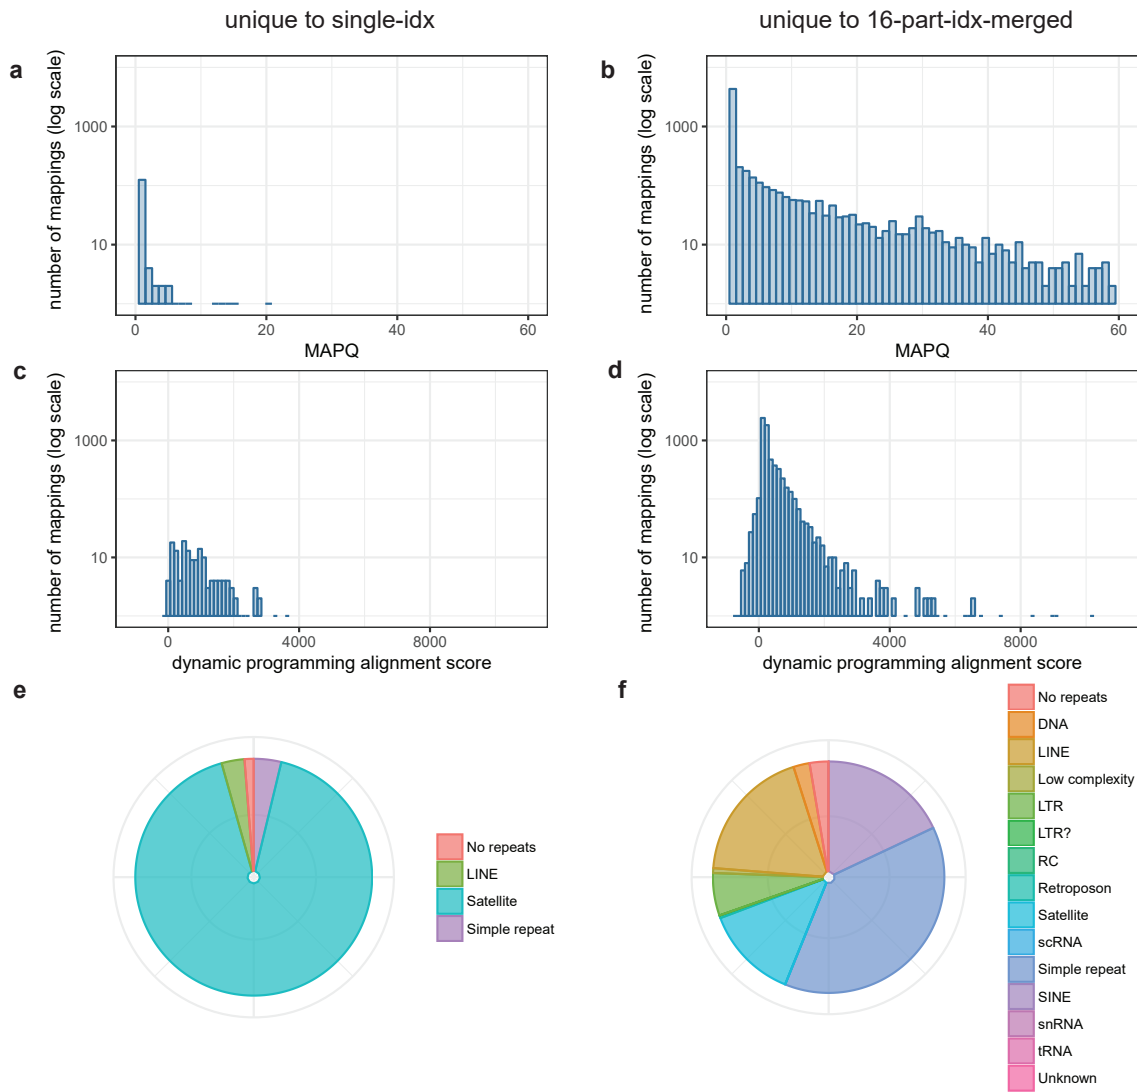 unique to single-idx
unique to 16-part-idx-merged
a
number of mappings (log scale)
1000
10
0
20
40
60
MAPQ
b
number of mappings (log scale)
1000
10
0
20
40
60
MAPQ
c
number of mappings (log scale)
1000
10
0
4000
8000
dynamic programming alignment score
d
number of mappings (log scale)
1000
10
0
4000
8000
dynamic programming alignment score
e
No repeats
LINE
Satellite
Simple repeat
f
No repeats
DNA
LINE
Low complexity
LTR
LTR?
RC
Retroposon
Satellite
scRNA
Simple repeat
SINE
snRNA
tRNA
Unknown